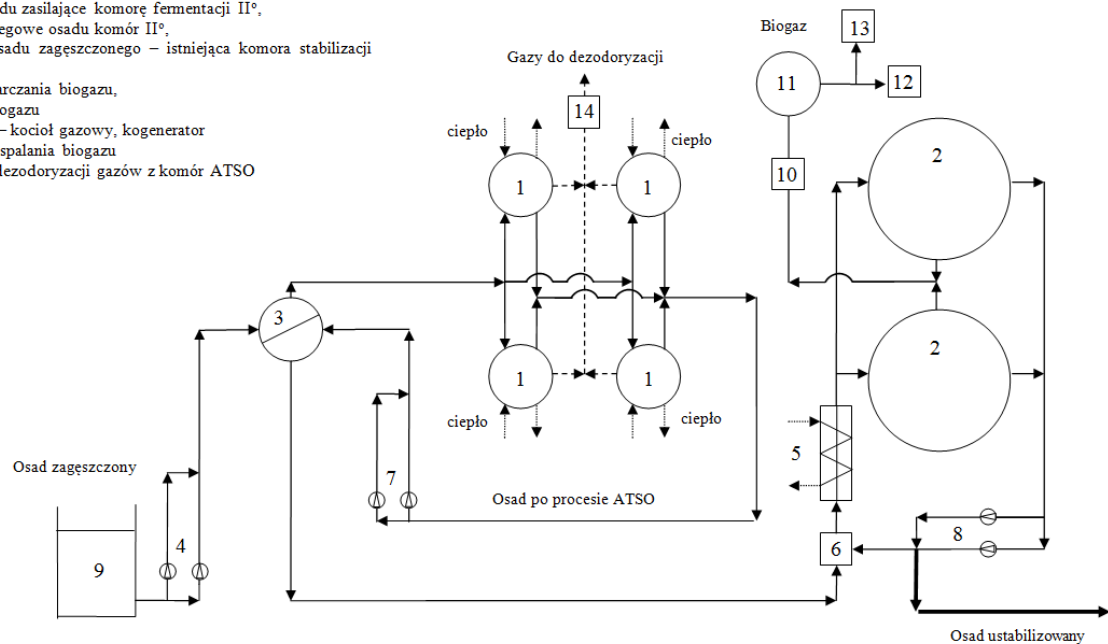 du zasilające komorę fermentacji II°,
egowe osadu komór II°,
sadu zagęszczonego – istniejąca komora stabilizacji
rczania biogazu,
ogazu
– kocioł gazowy, kogenerator
spalania biogazu
dezodoryzacji gazów z komór ATSO
Gazy do dezodoryzacji
Biogaz
13
11
12
14
ciepło
ciepło
2
10
1
1
3
2
1
1
ciepło
ciepło
5
Osad zagęszczony
7
Osad po procesie ATSO
4
8
6
9
Osad ustabilizowany